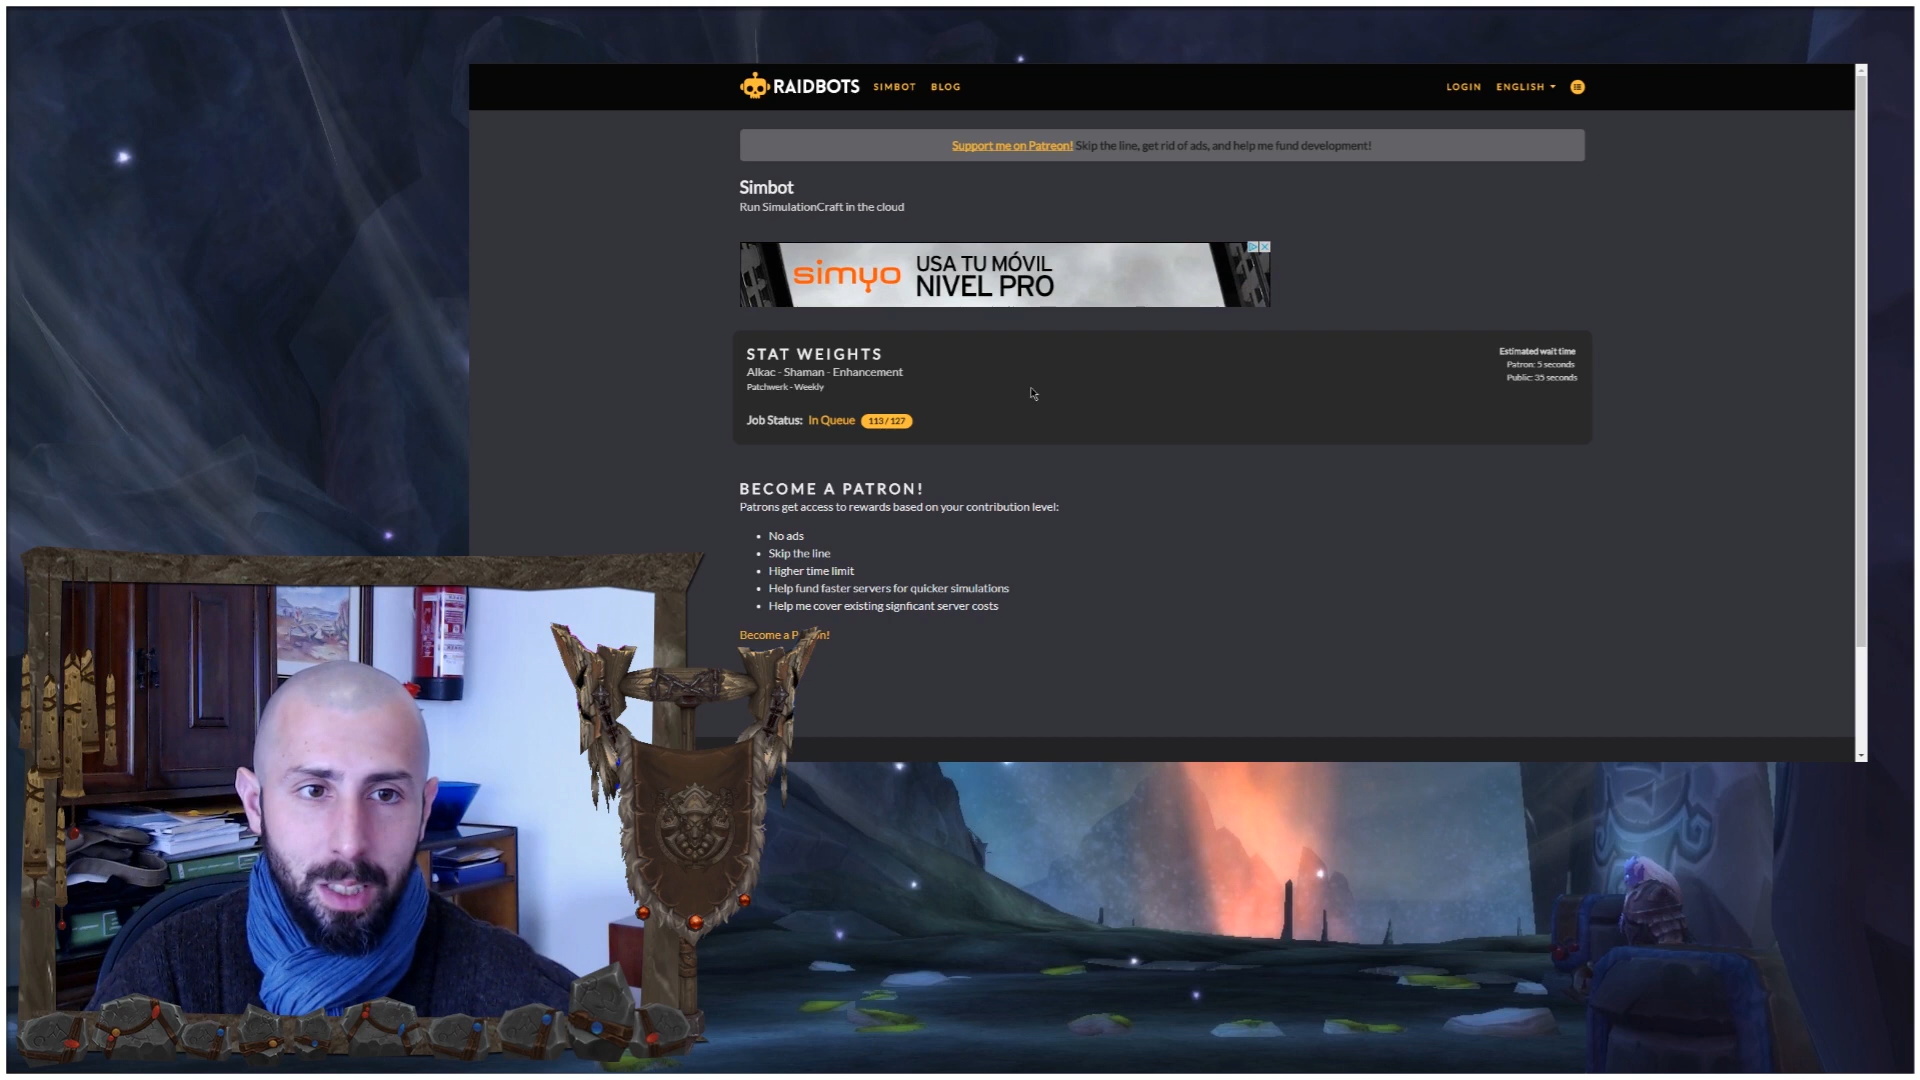 RAIDBOTS SIMBOT BLOG LOGIN ENGLISH
Support me on Patreon! Skip the line, get rid of ads, and help me fund development!
Simbot
Run SimulationCraft in the cloud
simyo USA TU MÓVIL
NIVEL PRO
STAT WEIGHTS
Alkac - Shaman - Enhancement
Patchwerk - Weekly
Estimated wait time
Patron: 5 seconds
Public: 35 seconds
Job Status: In Queue 113 / 127
BECOME A PATRON!
Patrons get access to rewards based on your contribution level:
• No ads
• Skip the line
• Higher time limit
• Help fund faster servers for quicker simulations
• Help me cover existing signficant server costs
Become a P n!